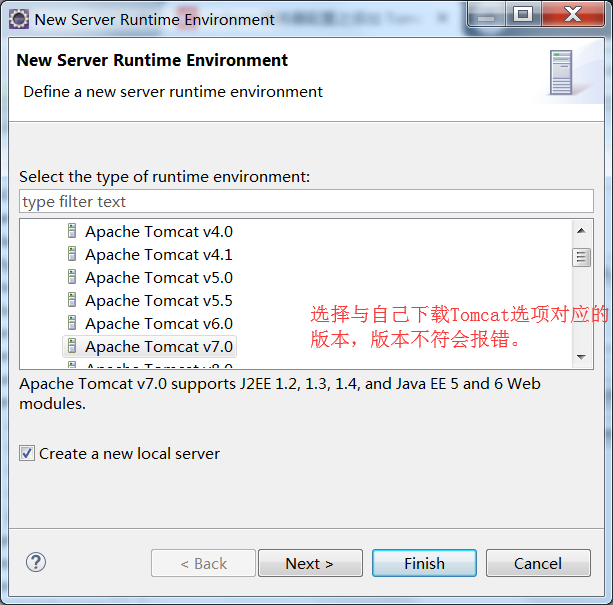 New Server Runtime Environment
New Server Runtime Environment
Define a new server runtime environment
Select the type of runtime environment:
type filter text
Apache Tomcat v4.0
Apache Tomcat v4.1
Apache Tomcat v5.0
Apache Tomcat v5.5
Apache Tomcat v6.0
选择与自己下载Tomcat选项对应的
版本，版本不符会报错。
Apache Tomcat v7.0
Apache Tomcat v8.0
Apache Tomcat v7.0 supports J2EE 1.2, 1.3, 1.4, and Java EE 5 and 6 Web
modules.
Create a new local server
?
< Back
Next >
Finish
Cancel